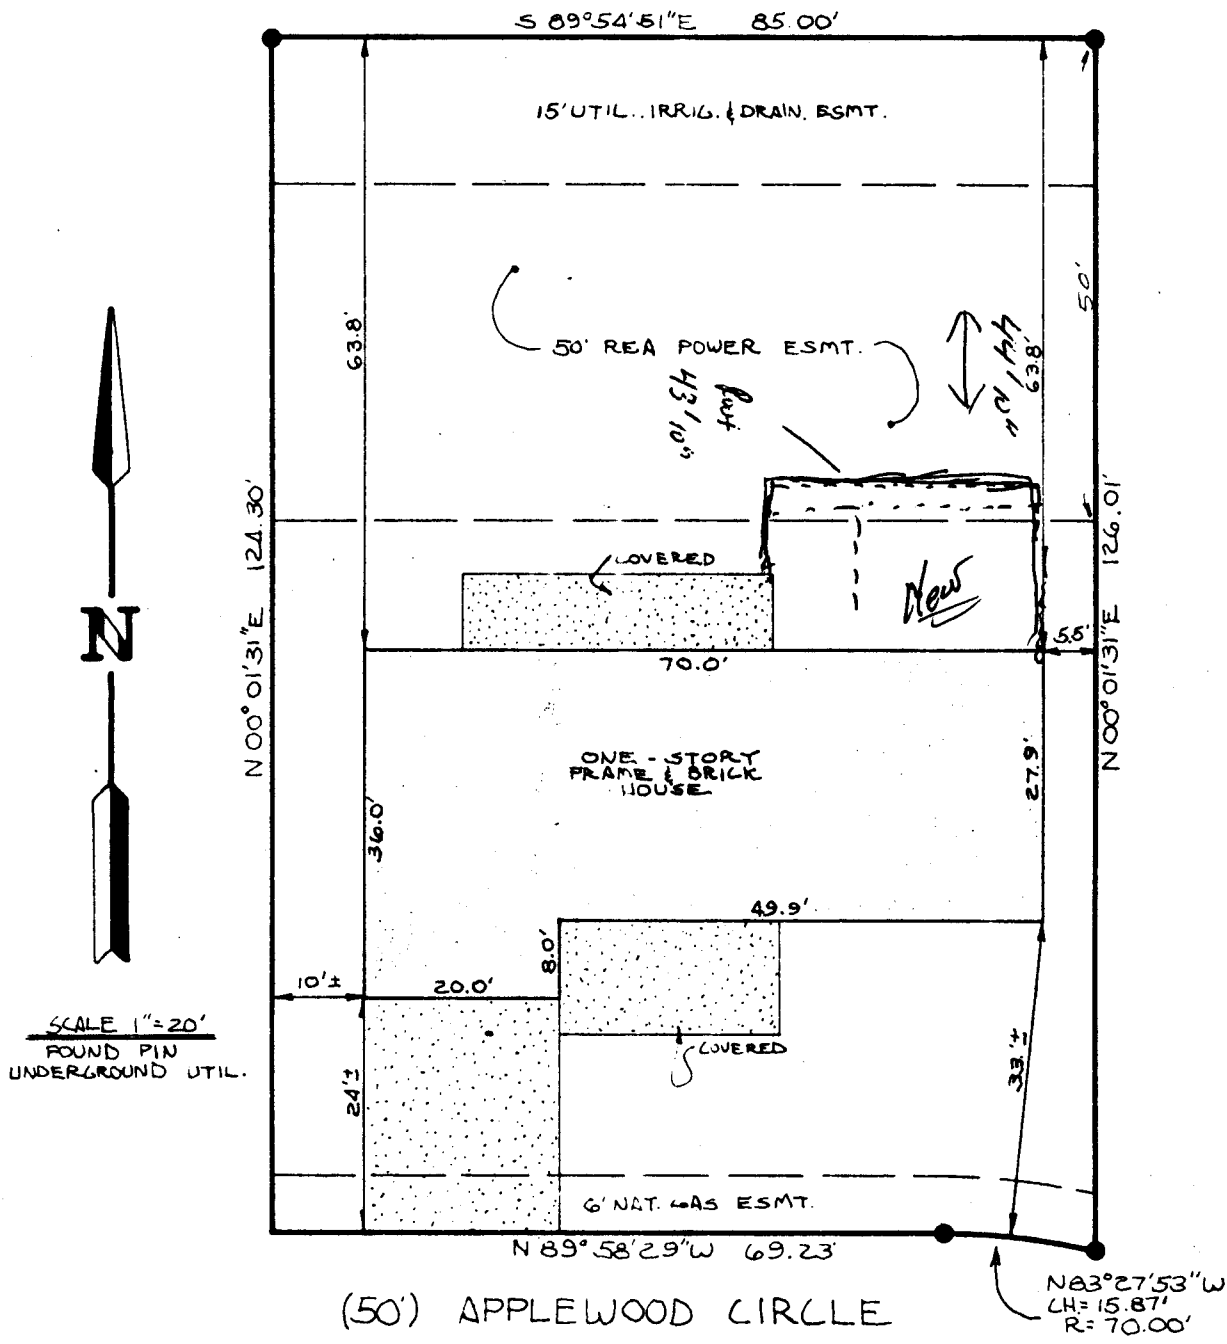 S 89°54'51"E 85.00'
15' UTIL.. IRRIG. & DRAIN. ESMT.
50'
63.8'
50' REA POWER ESMT.
44'10"
63.8'
43'10"
N 00°01'31"E 124.30'
N 00°01'31"E 126.01'
COVERED
New
5.5'
70.0'
N
ONE - STORY
FRAME & BRICK
HOUSE
27.9'
36.0'
49.9'
8.0'
10'±
20.0'
SCALE 1"=20'
FOUND PIN
UNDERGROUND UTIL.
COVERED
33'±
24'±
6' NAT. GAS ESMT.
N 89°58'29"W 69.23'
N83°27'53"W
CH= 15.87'
R= 70.00'
(50') APPLEWOOD CIRCLE